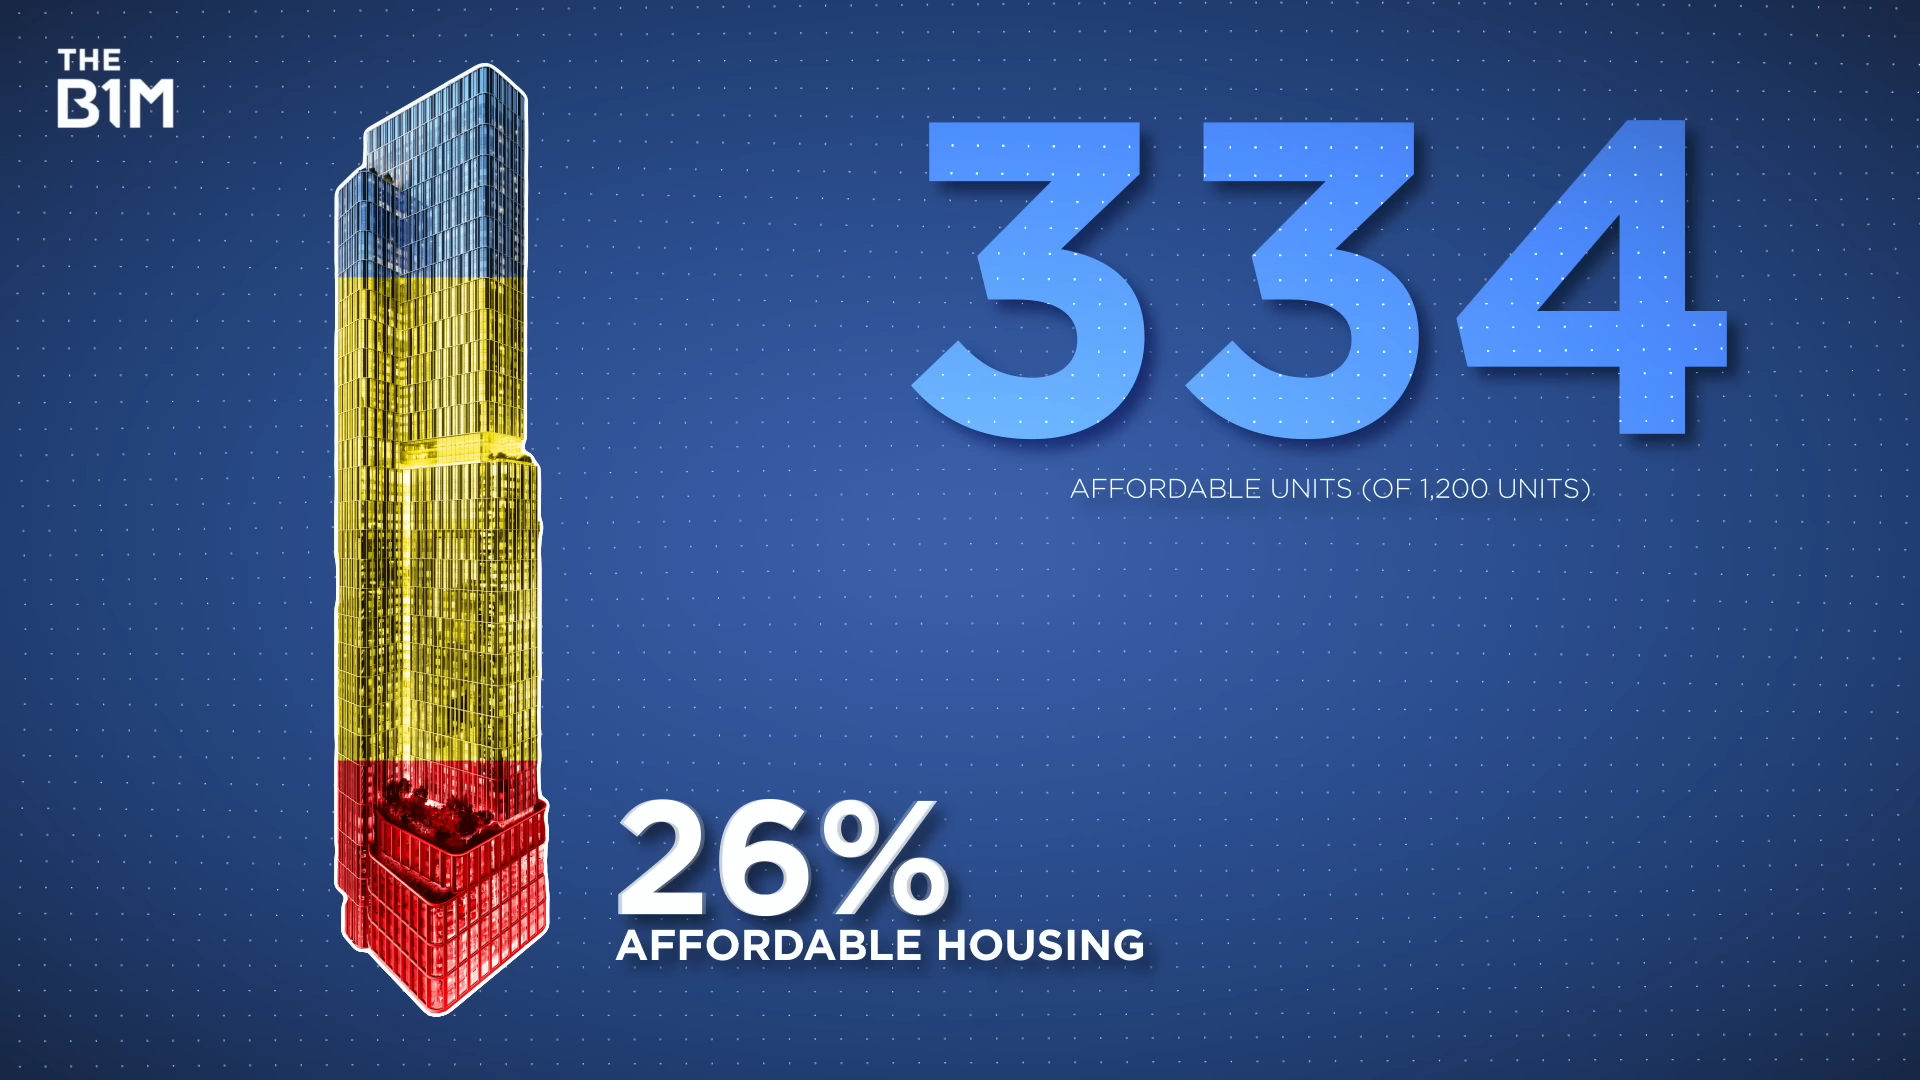 THE
B1M
334
AFFORDABLE UNITS (OF 1,200 UNITS)
26%
AFFORDABLE HOUSING